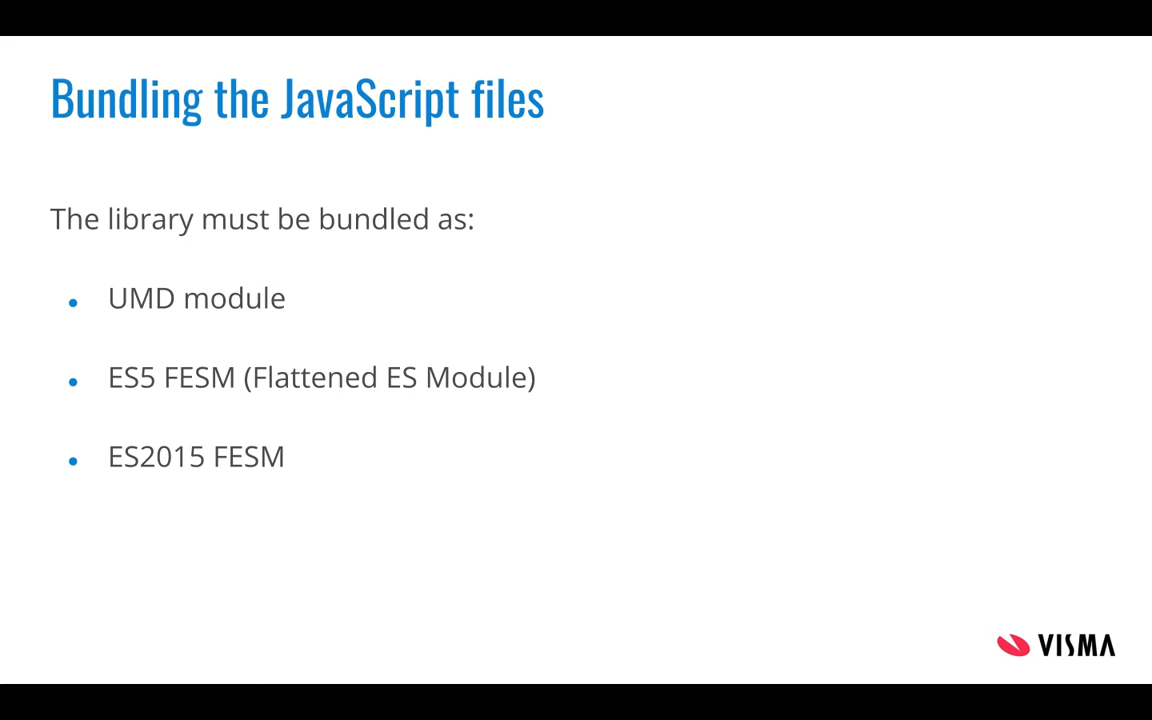 Bundling the JavaScript files
The library must be bundled as:
UMD module
ES5 FESM (Flattened ES Module)
ES2015 FESM
VISMA